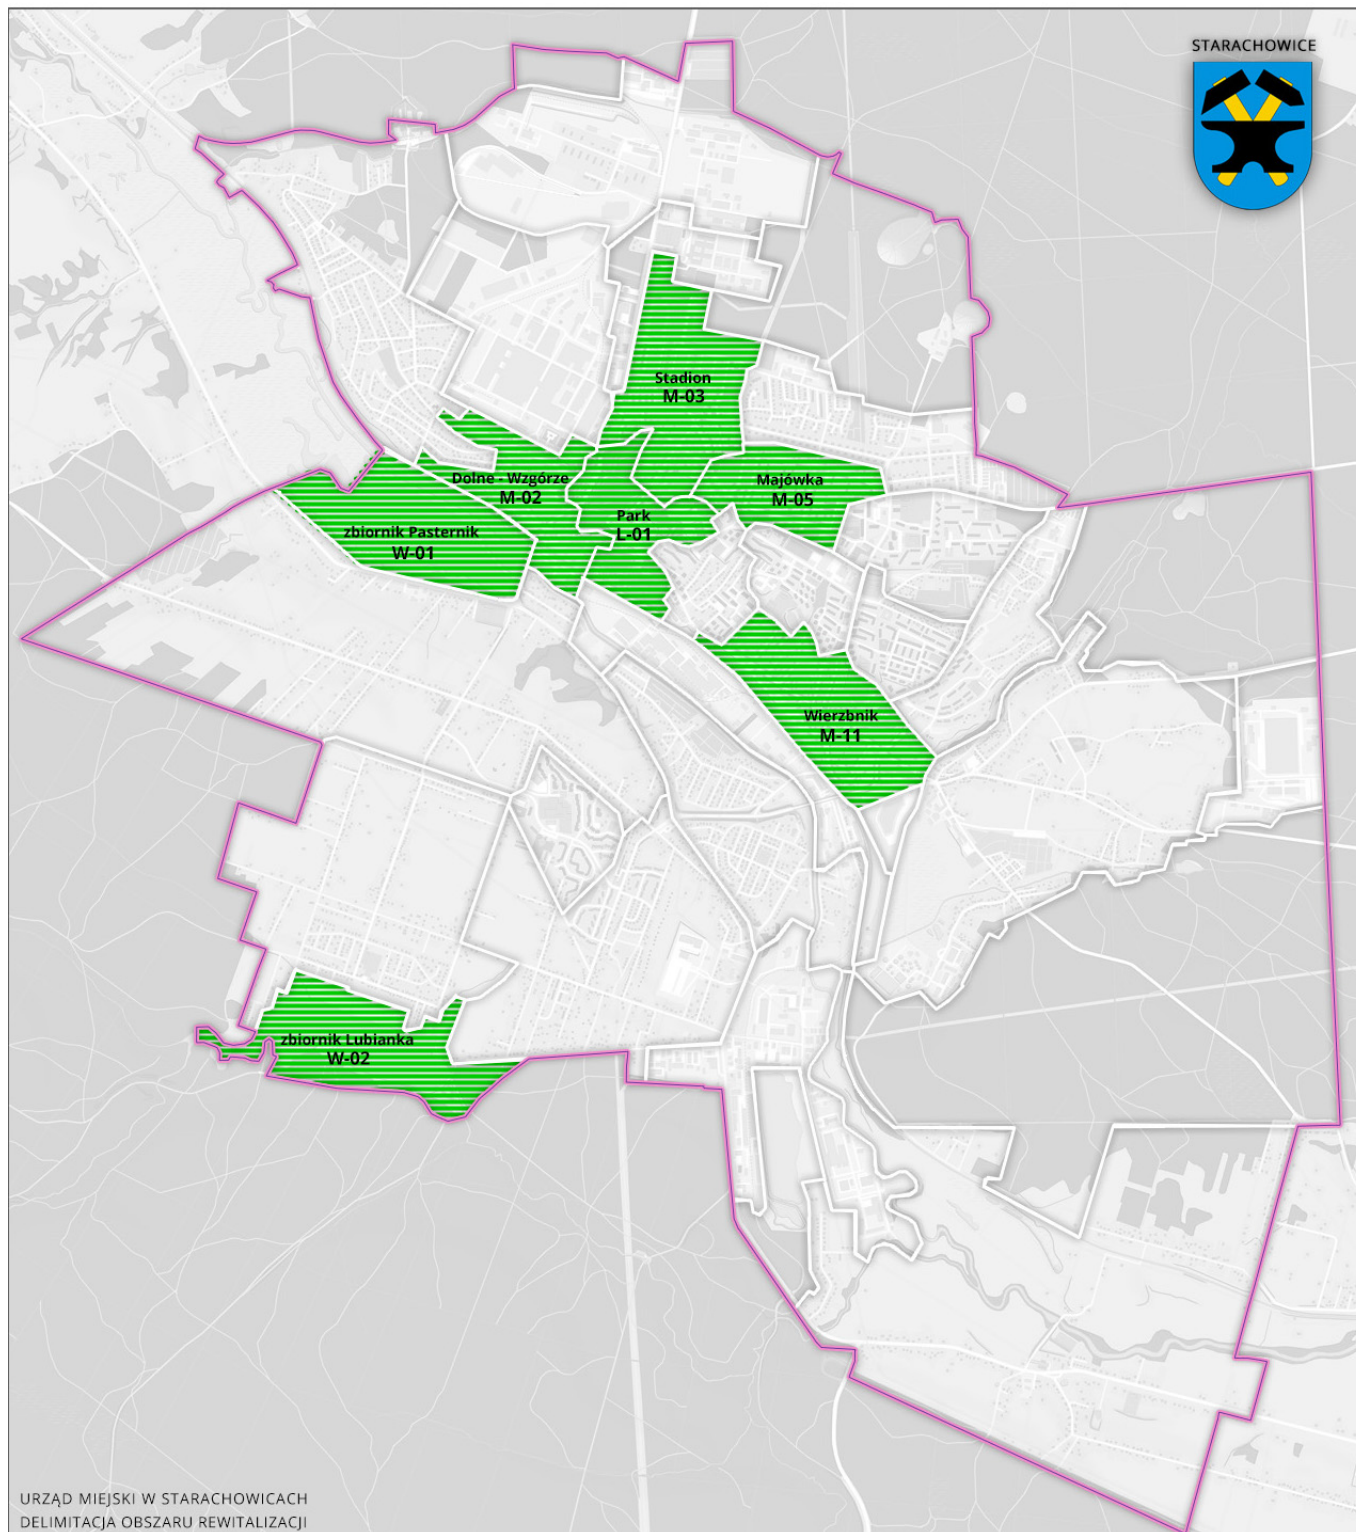 STARACHOWICE
Stadion
M-03
Dolne - Wzgórze
M-02
Majówka
M-05
Park
L-01
zbiornik Pasternik
W-01
Wierzbnik
M-11
zbiornik Lubianka
W-02
URZĄD MIEJSKI W STARACHOWICACH
DELIMITACJA OBSZARU REWITALIZACJI